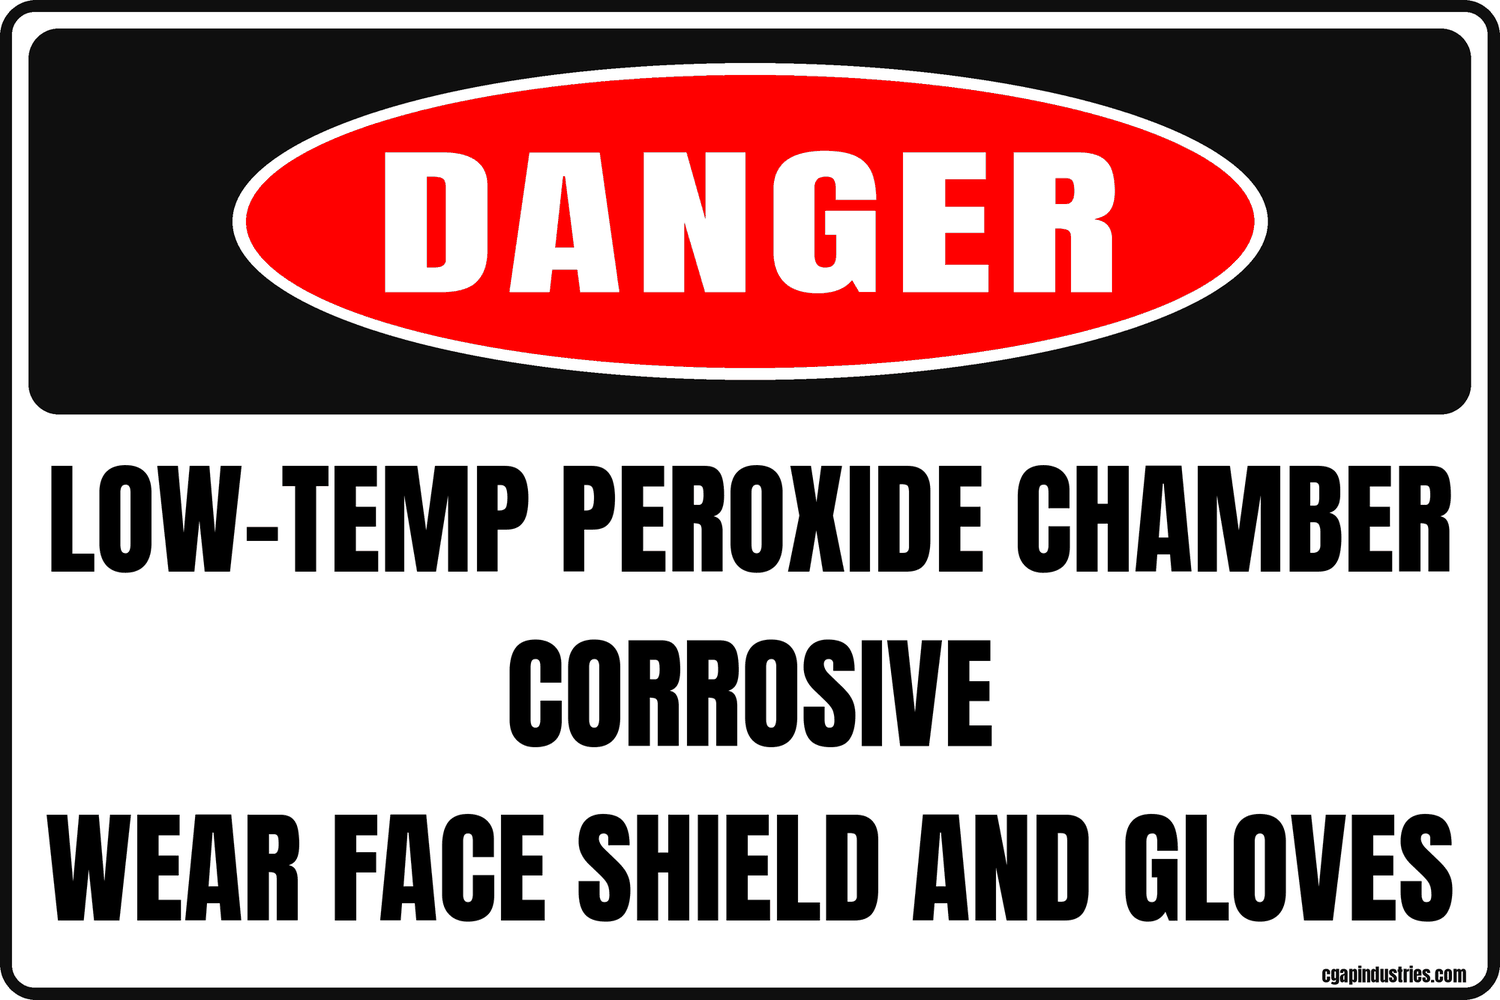 DANGER
LOW-TEMP PEROXIDE CHAMBER
CORROSIVE
WEAR FACE SHIELD AND GLOVES
cgapindustries.com